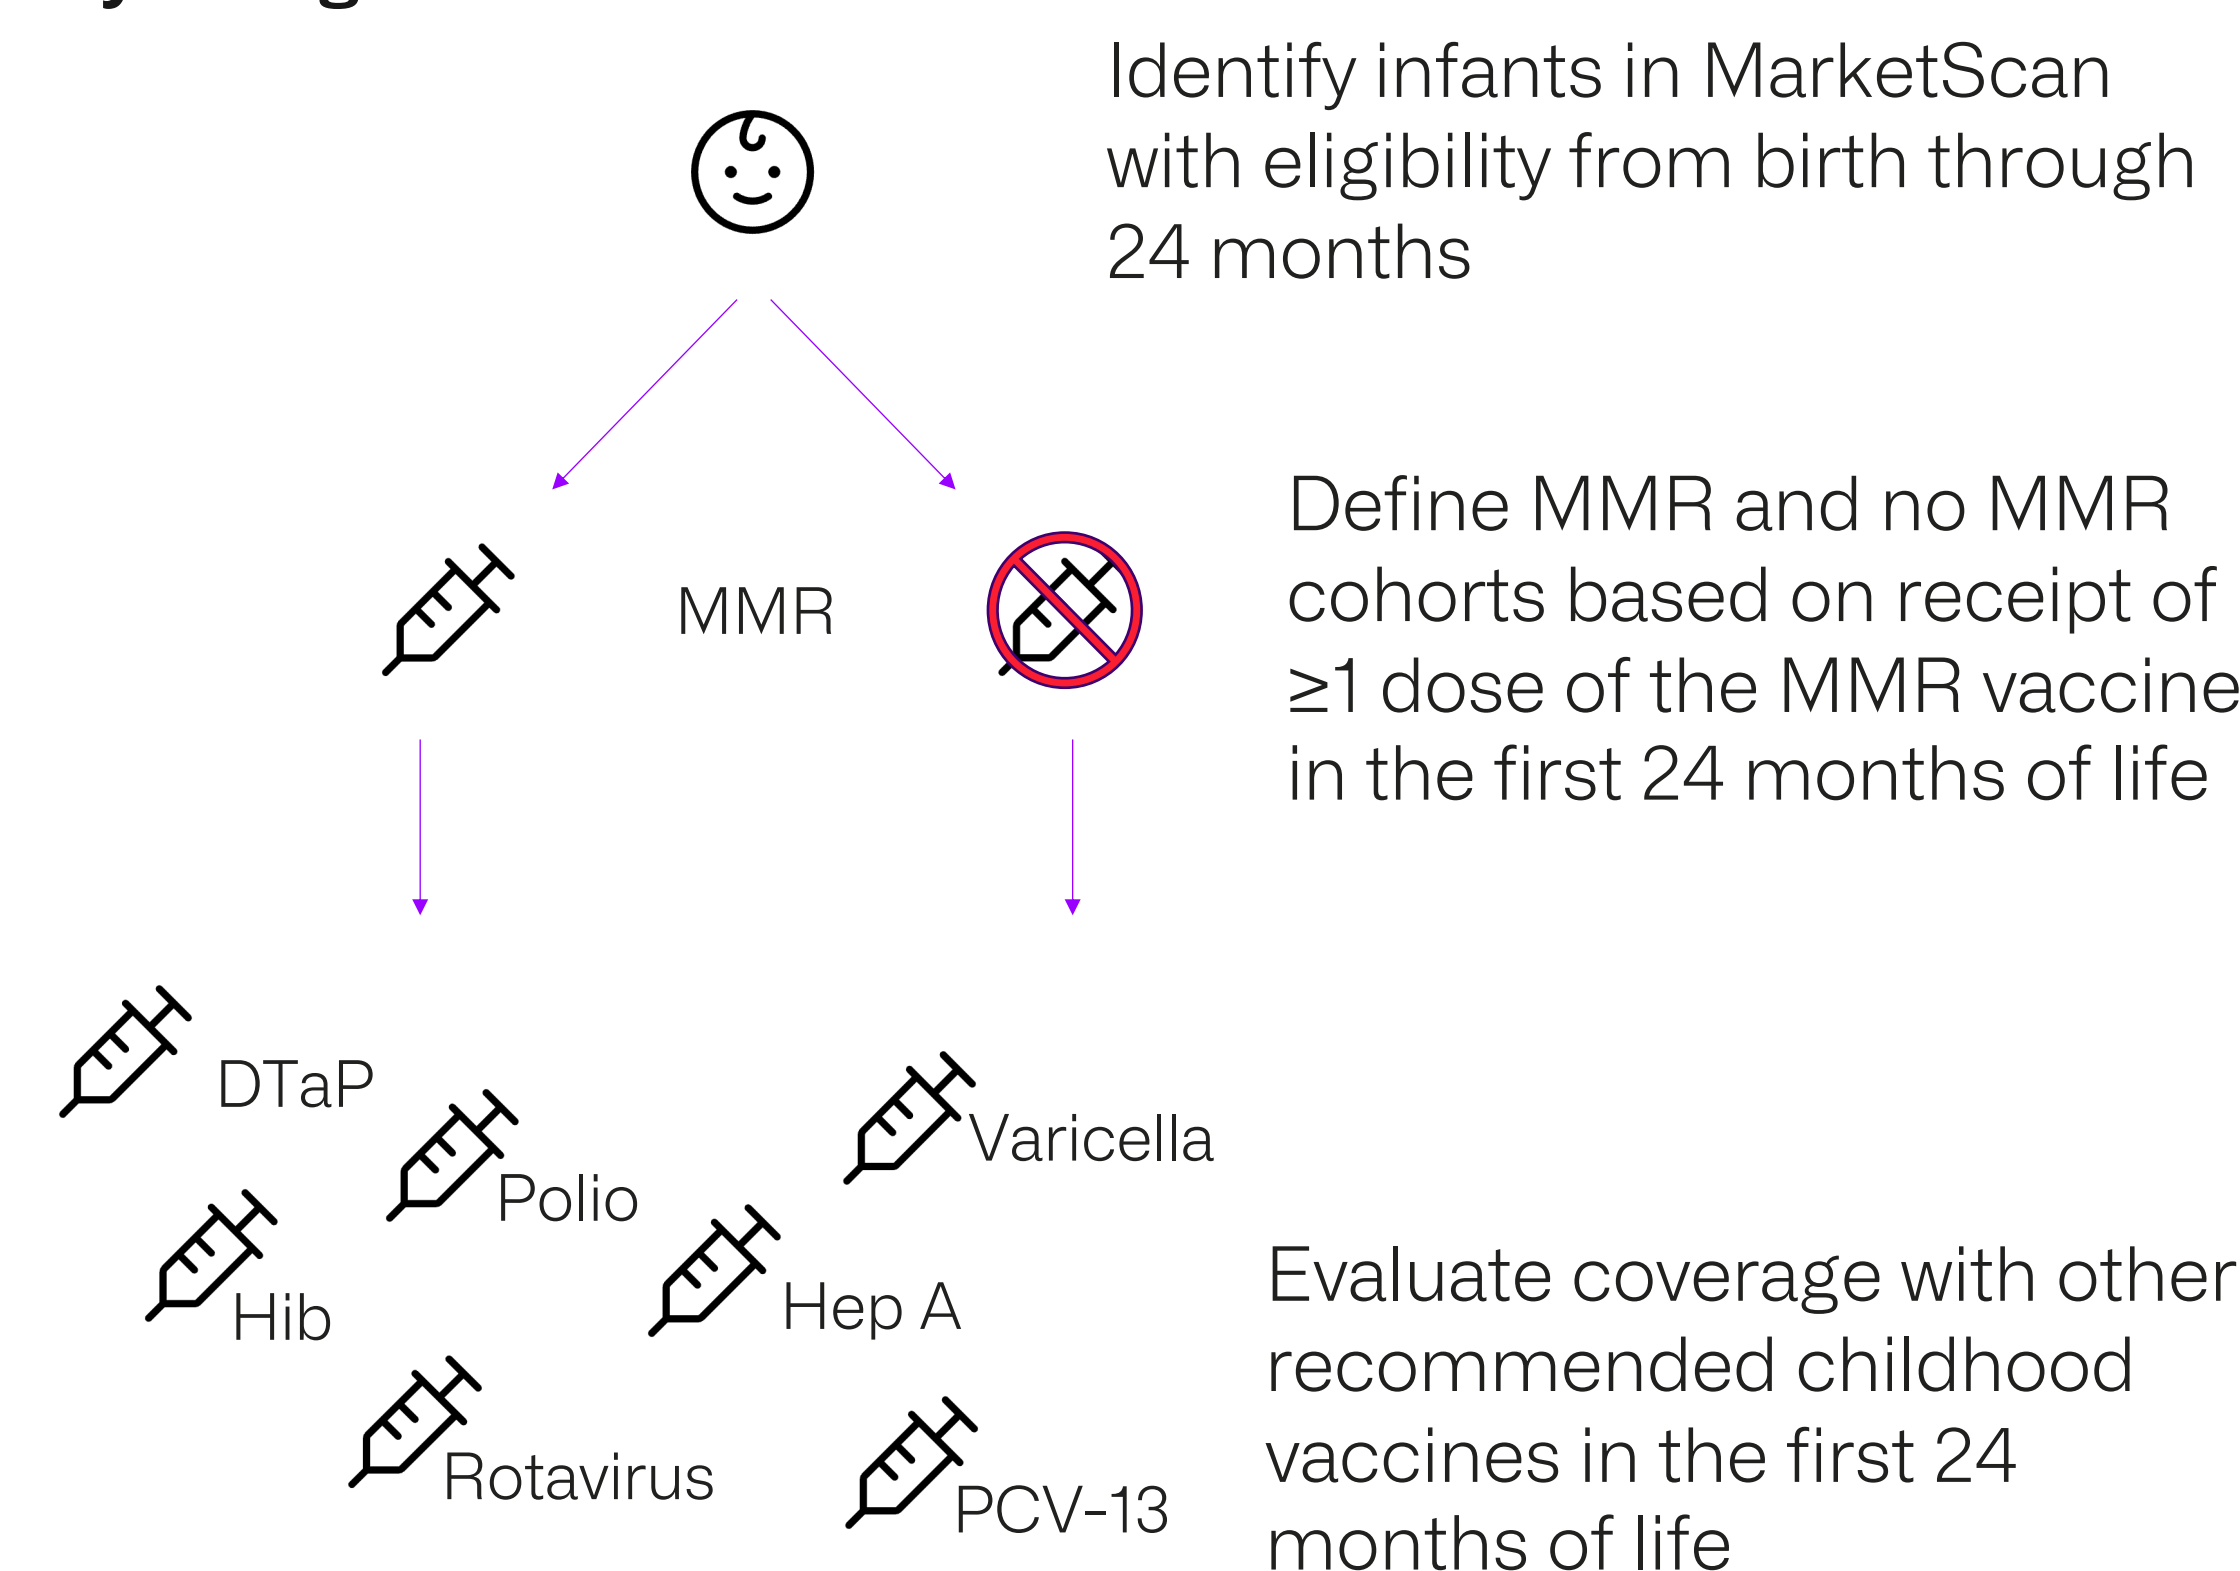 Identify infants in MarketScan
with eligibility from birth through
24 months
MMR
Define MMR and no MMR
cohorts based on receipt of
≥1 dose of the MMR vaccine
in the first 24 months of life
DTaP
Polio
Varicella
Hib
Hep A
Rotavirus
PCV-13
Evaluate coverage with other
recommended childhood
vaccines in the first 24
months of life